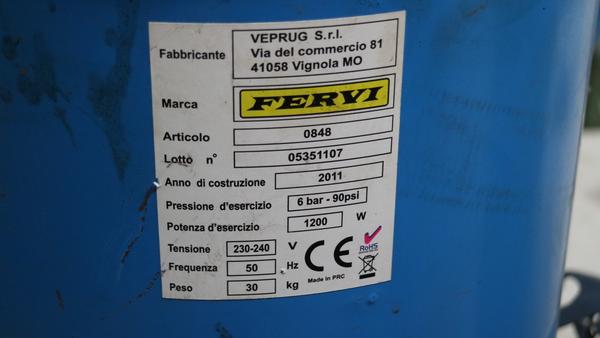 Fabbricante VEPRUG S.r.l.
Via del commercio 81
41058 Vignola MO
Marca FERVI
Articolo 0848
Lotto n° 05351107
Anno di costruzione 2011
Pressione d'esercizio 6 bar - 90psi
Potenza d'esercizio 1200 W
Tensione 230-240 V
Frequenza 50 Hz
Peso 30 kg
CE
RoHS
Made in PRC